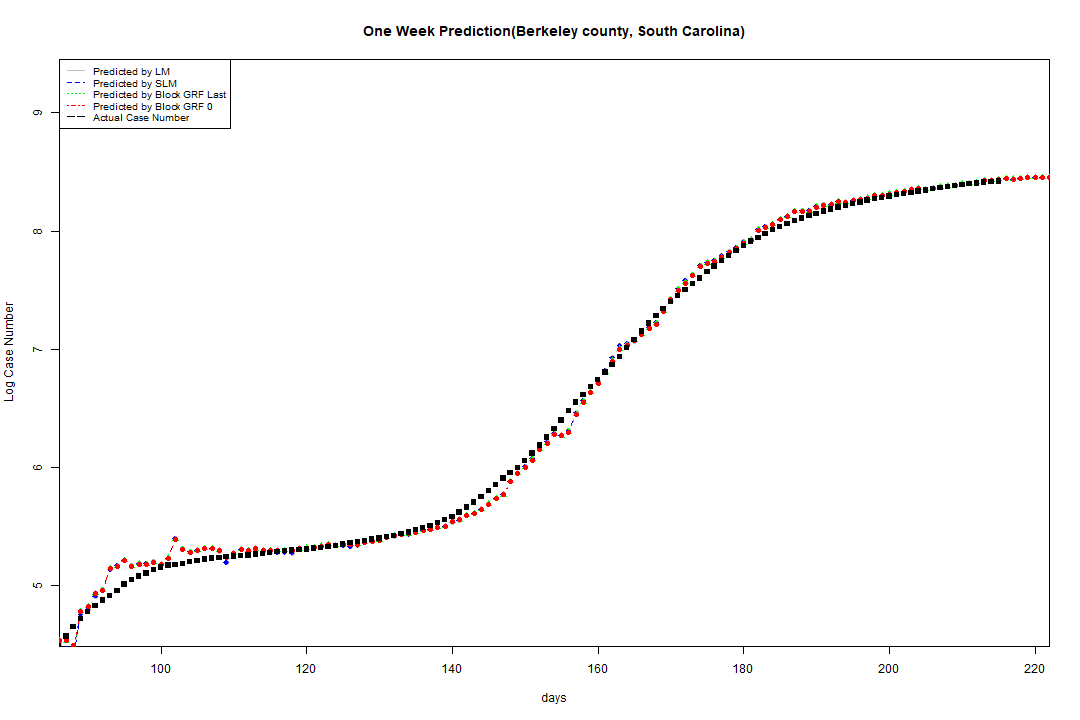 One Week Prediction(Berkeley county, South Carolina)
Predicted by LM
Predicted by SLM
Predicted by Block GRF Last
Predicted by Block GRF 0
Actual Case Number
9
8
7
6
5
Log Case Number
100 120 140 160 180 200 220
days